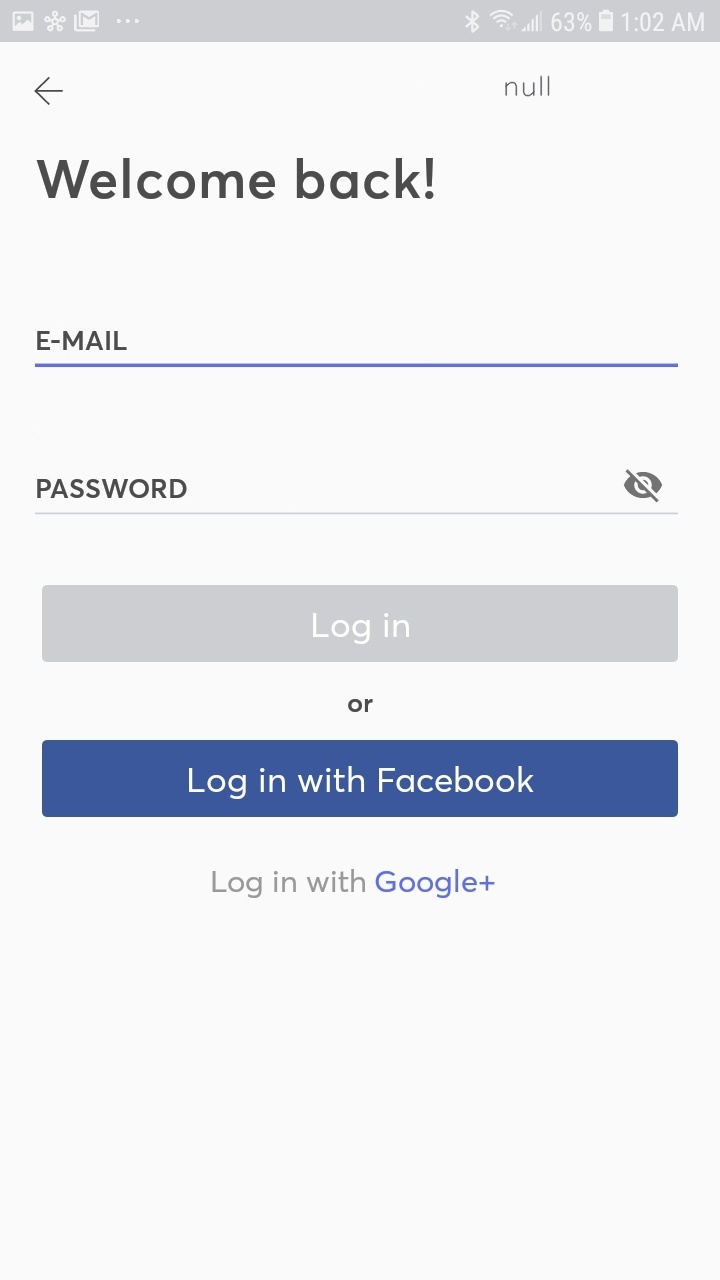 63% 1:02 AM
null
Welcome back!
E-MAIL
PASSWORD
Log in
or
Log in with Facebook
Log in with Google+